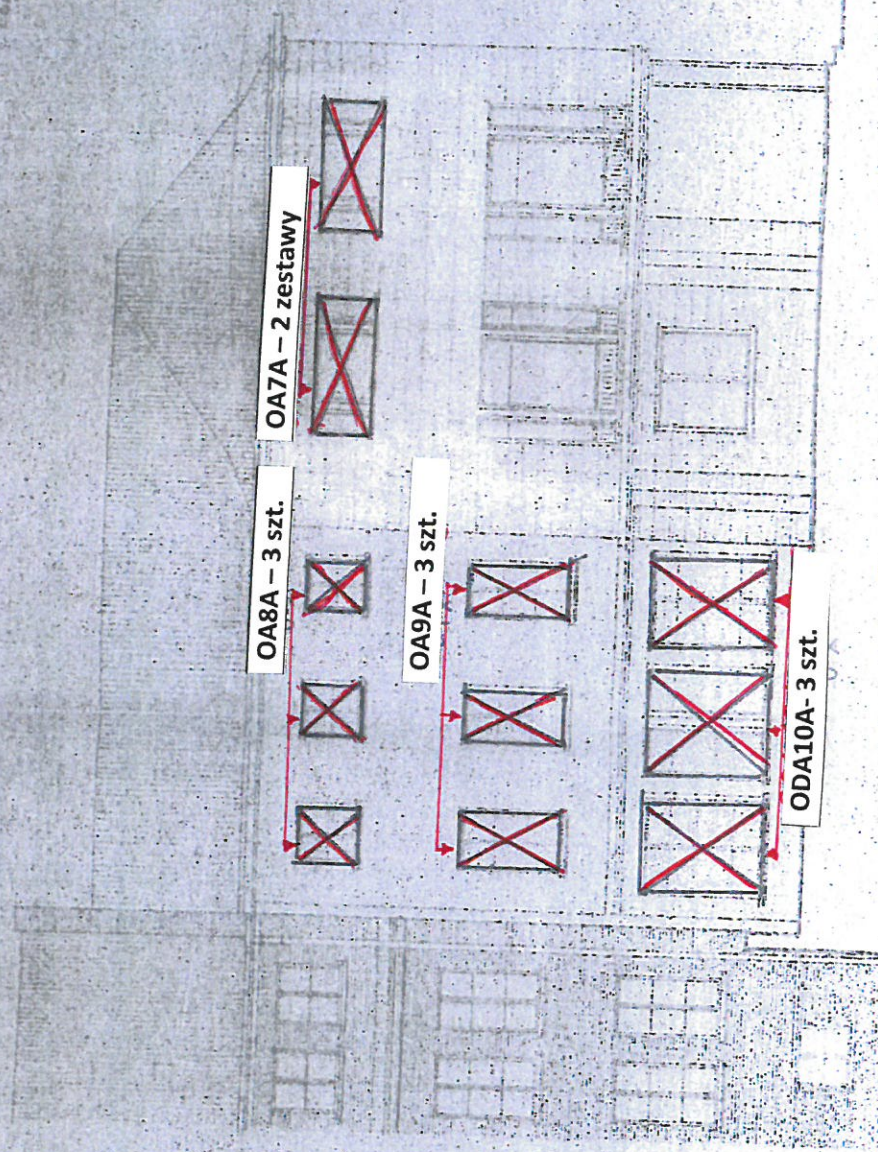 OA8A – 3 szt.
OA7A – 2 zestawy
OA9A – 3 szt.
ODA10A- 3 szt.